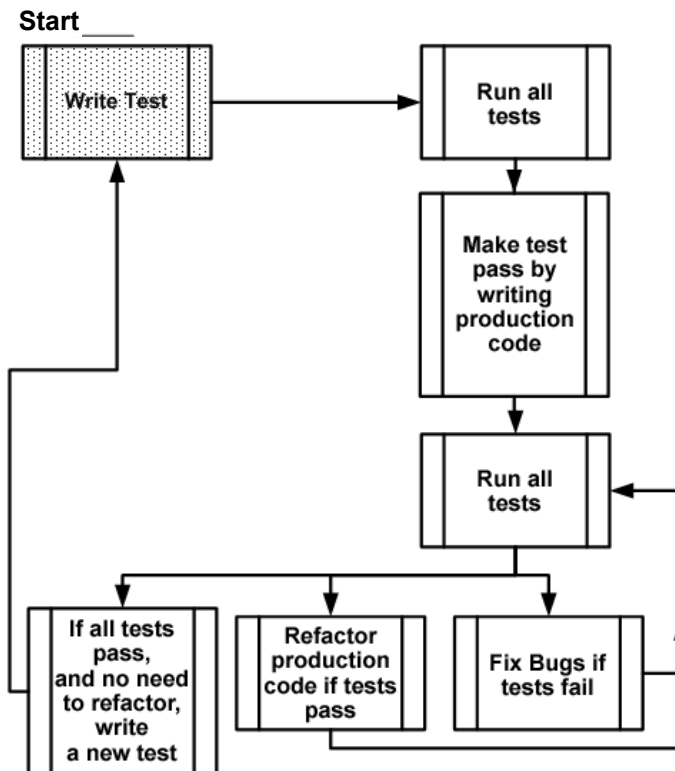 Start
Write Test
Run all
tests
Make test
pass by
writing
production
code
Run all
tests
If all tests
pass,
and no need
to refactor,
write
a new test
Refactor
production
code if tests
pass
Fix Bugs if
tests fail